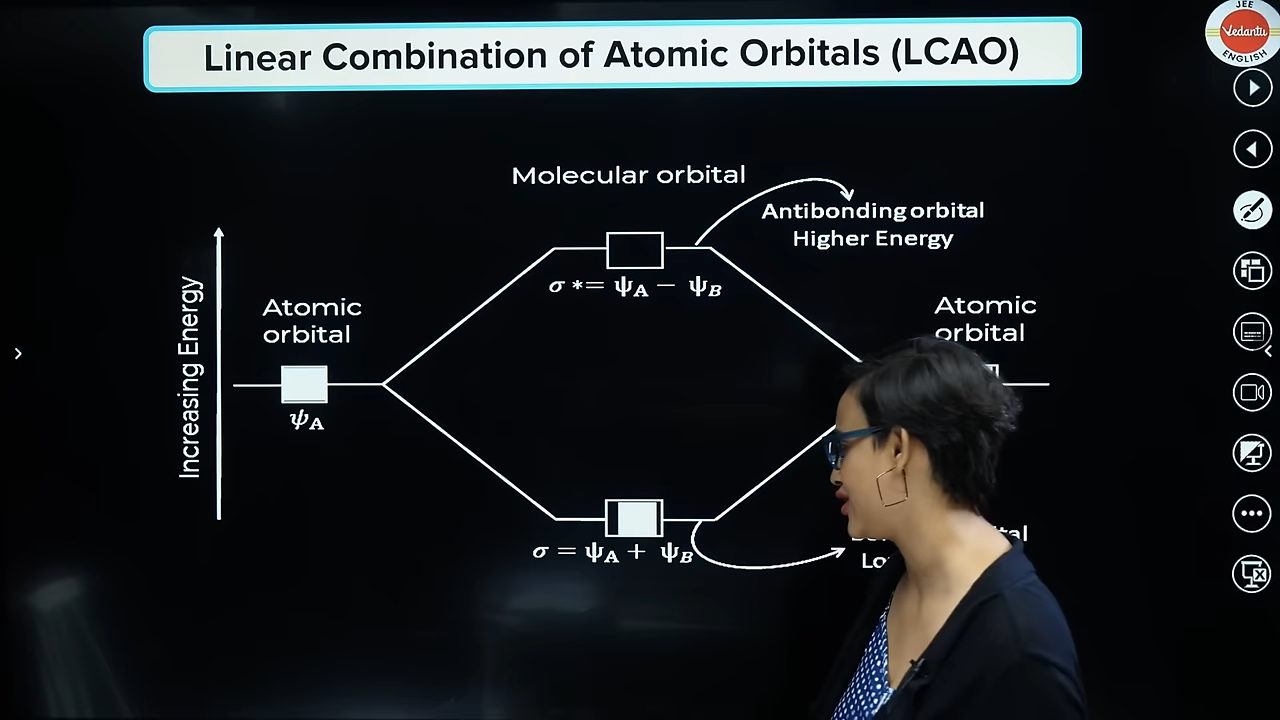 Linear Combination of Atomic Orbitals (LCAO)
JEE
Vedantu
ENGLISH
Molecular orbital
Antibonding orbital
Higher Energy
σ *= ψA − ψB
Increasing Energy
Atomic
orbital
ψA
Atomic
orbital
σ = ψA + ψB